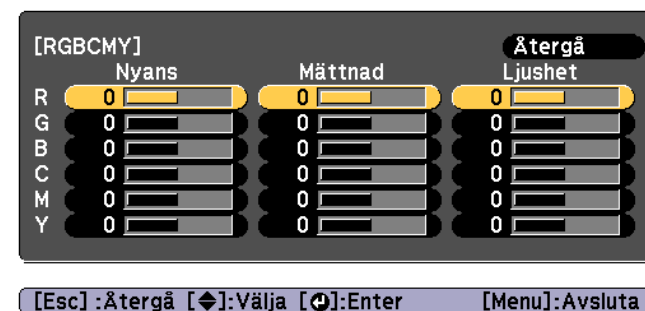 [RGBCMY] Återgå
Nyans Mättnad Ljushet
R 0 0 0
G 0 0 0
B 0 0 0
C 0 0 0
M 0 0 0
Y 0 0 0
[Esc] :Återgå [◆]:Välja [↵]:Enter [Menu]:Avsluta